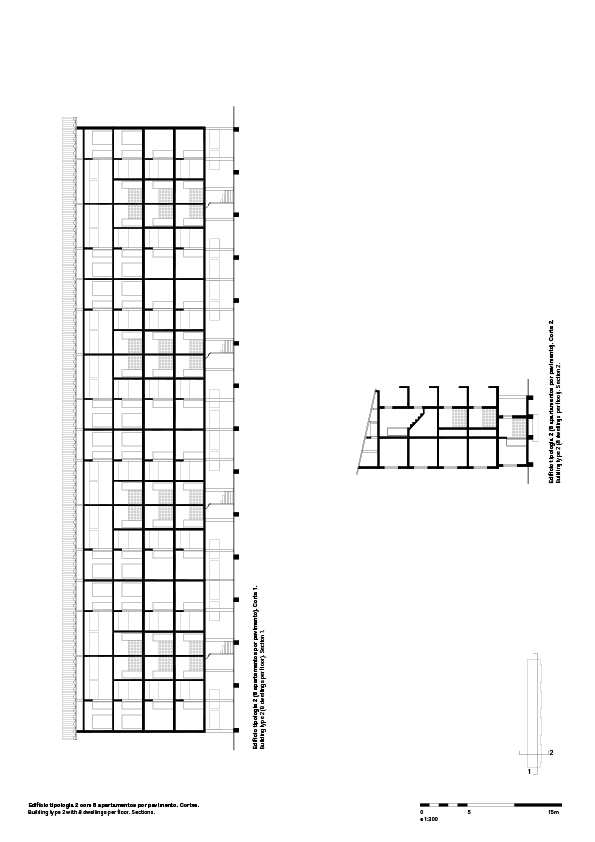 Edifício tipologia 2 (8 apartamentos por pavimento). Corte 1.
Building type 2 (8 dwellings per floor). Section 1.
Edifício tipologia 2 (8 apartamentos por pavimento). Corte 2.
Building type 2 (8 dwellings per floor). Section 2.
2
1
Edifício tipologia 2 com 8 apartamentos por pavimento. Cortes.
Building type 2 with 8 dwellings per floor. Sections.
0 5 15m
e 1:300